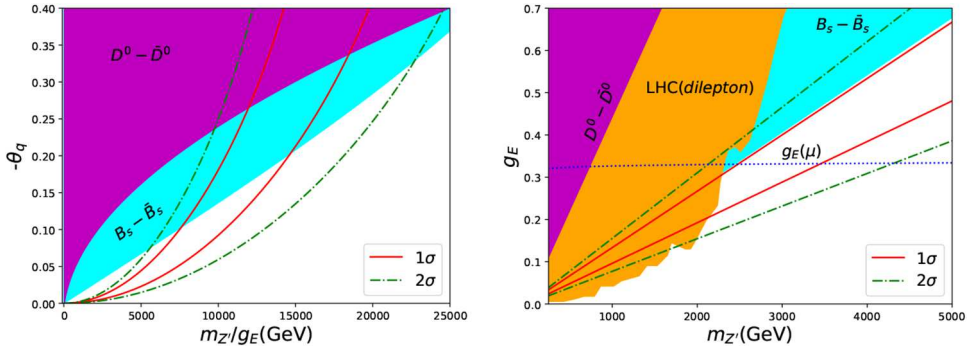 -0.40
0.35
0.30
0.25
0.20
0.15
0.10
0.05
0.00
-θq
D⁰ − D̄⁰
Bs − B̄s
1σ
2σ
0 5000 10000 15000 20000 25000
mZ′/gE(GeV)
0.7
0.6
0.5
0.4
0.3
0.2
0.1
0.0
gE
Bs − B̄s
LHC(dilepton)
D⁰ − D̄⁰
gE(μ)
1σ
2σ
1000 2000 3000 4000 5000
mZ′(GeV)